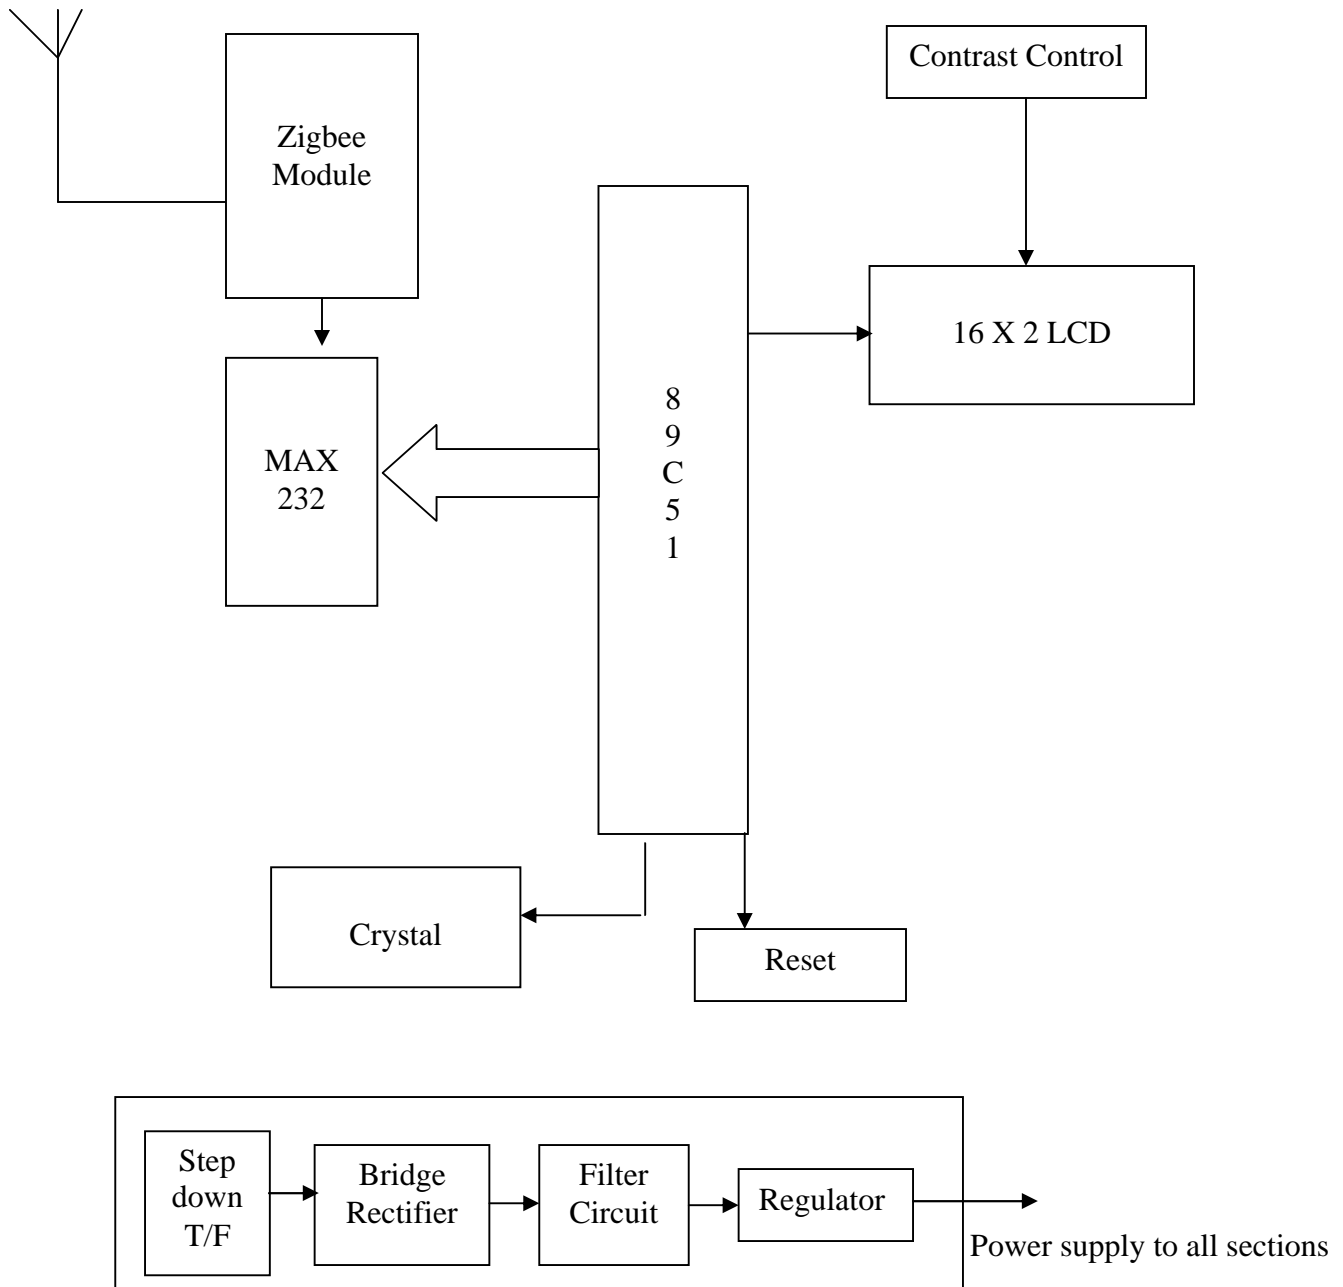 Contrast Control
Zigbee
Module
16 X 2 LCD
MAX
232
8
9
C
5
1
Crystal
Reset
Step
down
T/F
Bridge
Rectifier
Filter
Circuit
Regulator
Power supply to all sections